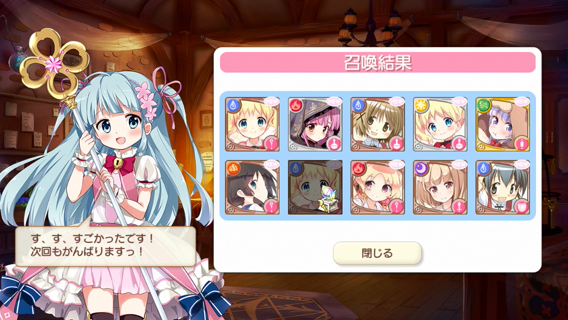 召喚結果
す、す、すごかったです！
次回もがんばりますっ！
閉じる